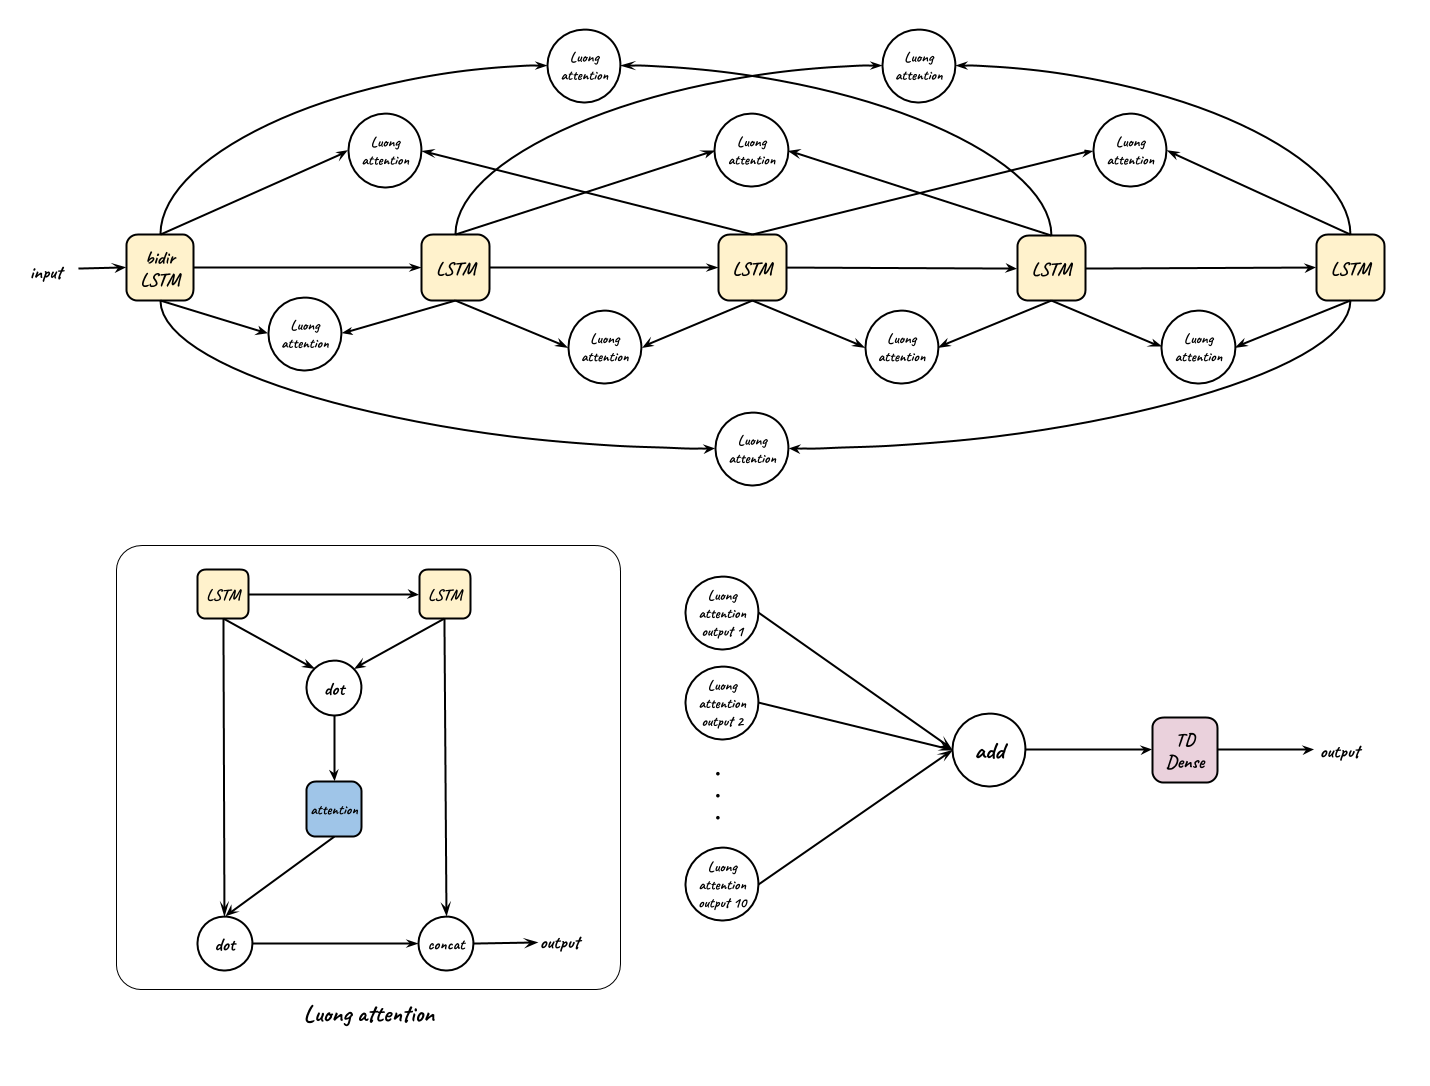 Luong
attention
Luong
attention
Luong
attention
Luong
attention
Luong
attention
input
bidir
LSTM
LSTM
LSTM
LSTM
LSTM
Luong
attention
Luong
attention
Luong
attention
Luong
attention
Luong
attention
LSTM
LSTM
dot
attention
dot
concat
output
Luong attention
Luong
attention
output 1
Luong
attention
output 2
.
.
.
Luong
attention
output 10
add
TD
Dense
output